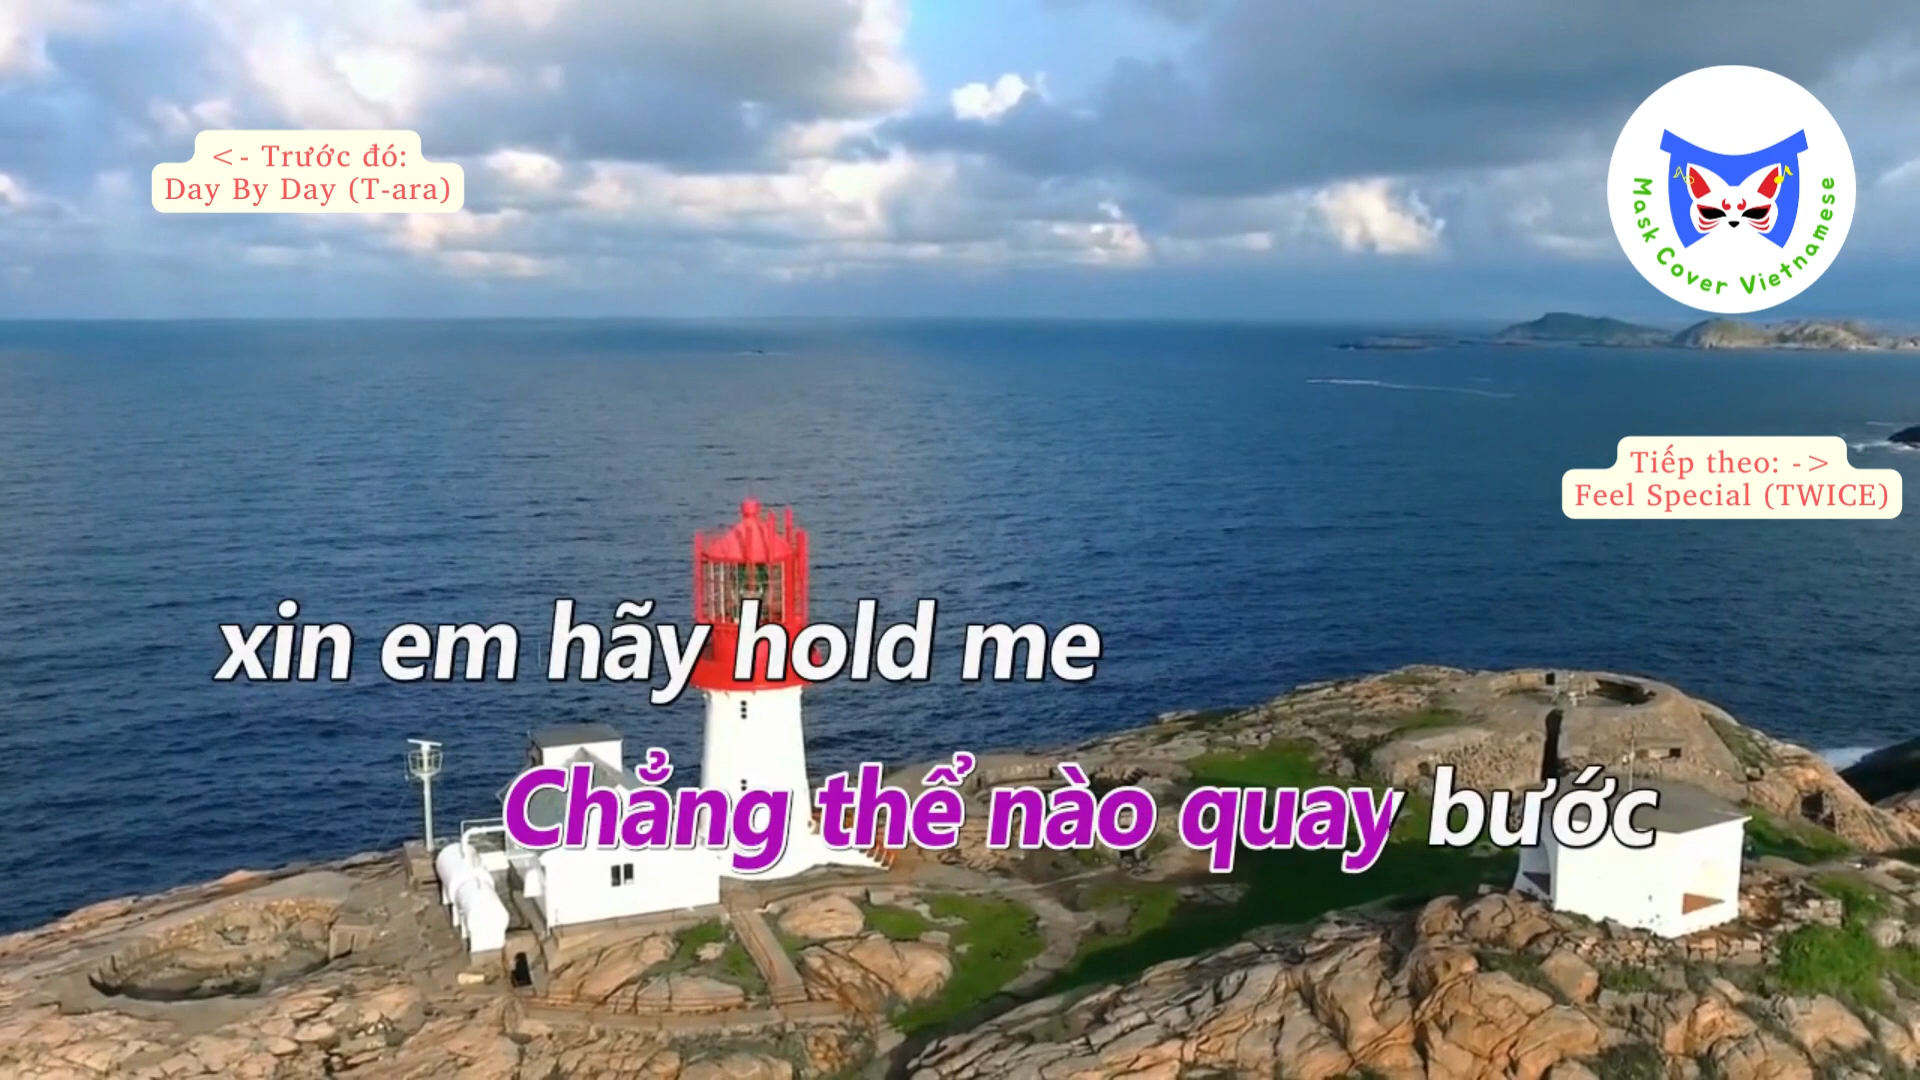 <- Trước đó:
Day By Day (T-ara)
Mask Cover Vietnamese
Tiếp theo: ->
Feel Special (TWICE)
xin em hãy hold me
Chẳng thể nào quay bước